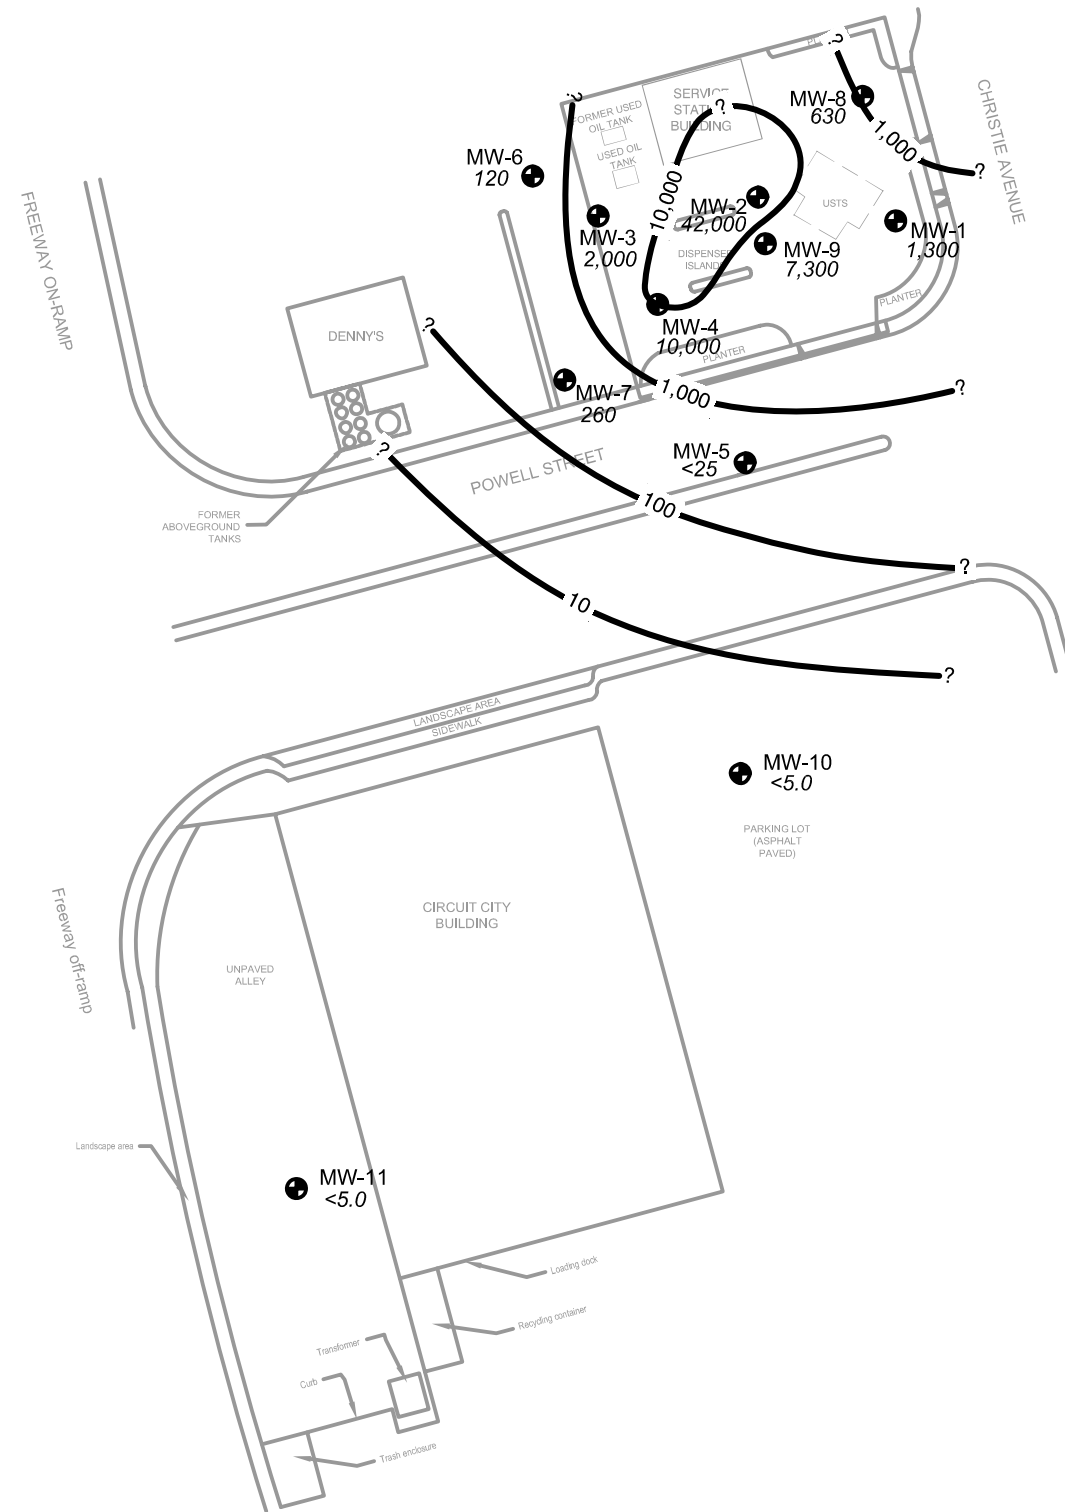 ?
PL
?
SERVICE
STATI
BUILDING
?
FORMER USED
OIL TANK
USED OIL
TANK
MW-8
630
1,000
?
CHRISTIE AVENUE
MW-6
120
10,000
MW-2
42,000
USTS
MW-3
2,000
MW-1
1,300
DISPENSER
ISLAND
MW-9
7,300
FREEWAY ON-RAMP
PLANTER
MW-4
10,000
PLANTER
?
DENNY'S
MW-7
260
1,000
?
?
POWELL STREET
MW-5
<25
100
FORMER
ABOVEGROUND
TANKS
?
10
?
LANDSCAPE AREA
SIDEWALK
MW-10
<5.0
PARKING LOT
(ASPHALT
PAVED)
CIRCUIT CITY
BUILDING
Freeway off-ramp
UNPAVED
ALLEY
Landscape area
MW-11
<5.0
Loading dock
Recycling container
Transformer
Curb
Trash enclosure